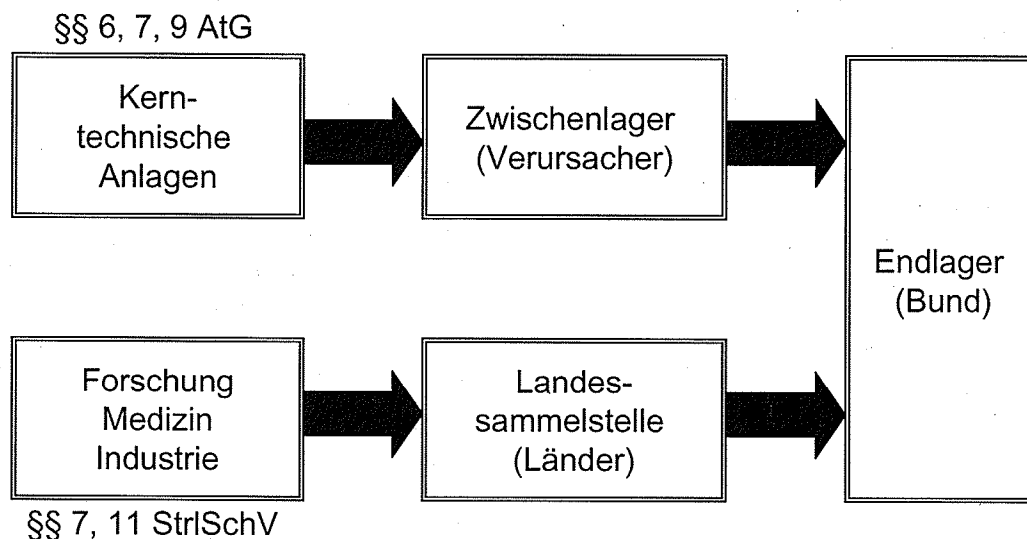 §§ 6, 7, 9 AtG
Kern-
technische
Anlagen
Zwischenlager
(Verursacher)
Endlager
(Bund)
Forschung
Medizin
Industrie
Landes-
sammelstelle
(Länder)
§§ 7, 11 StrlSchV